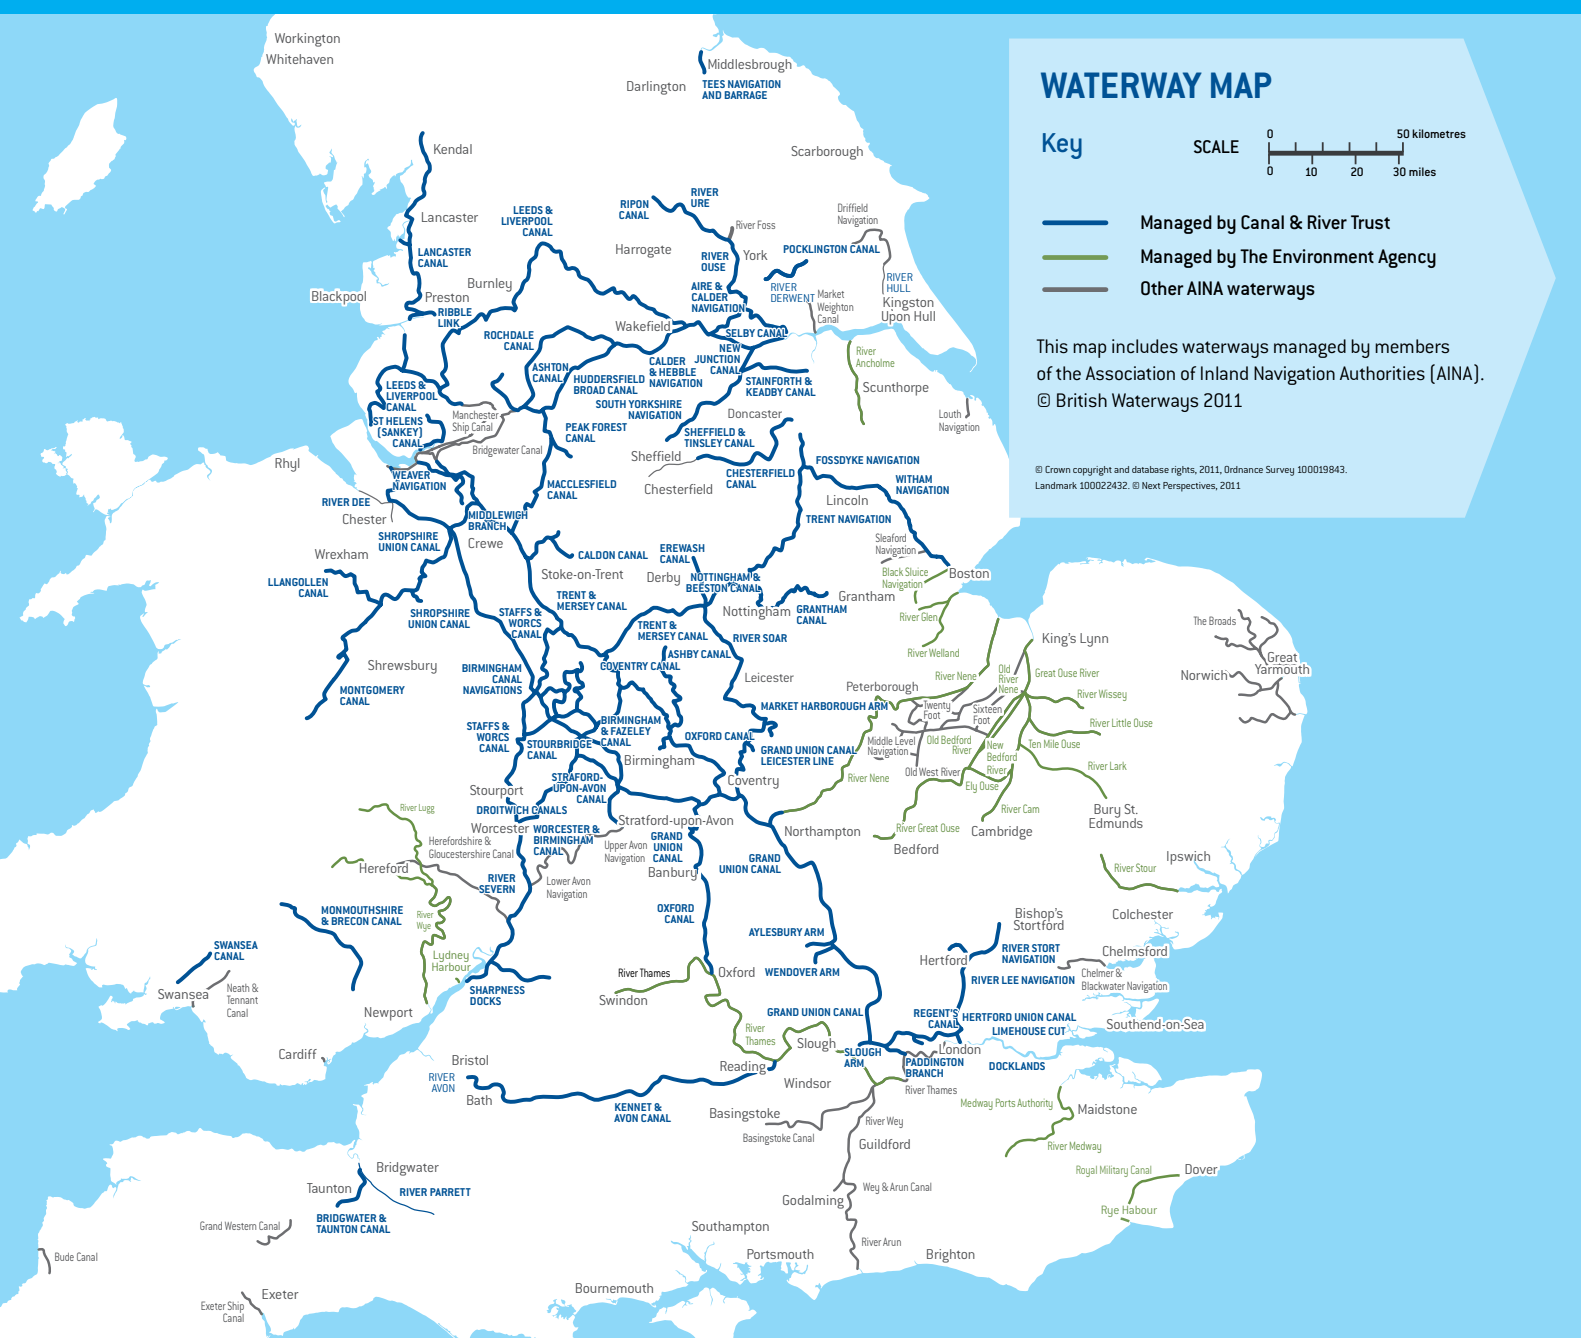 Workington
Whitehaven
Middlesbrough
Darlington
TEES NAVIGATION
AND BARRAGE
WATERWAY MAP
Key
SCALE
0
50 kilometres
0
10
20
30 miles
Managed by Canal & River Trust
Managed by The Environment Agency
Other AINA waterways
This map includes waterways managed by members
of the Association of Inland Navigation Authorities (AINA).
© British Waterways 2011
© Crown copyright and database rights, 2011, Ordnance Survey 100019843.
Landmark 100022432. © Next Perspectives, 2011
Kendal
Scarborough
Lancaster
LANCASTER
CANAL
LEEDS &
LIVERPOOL
CANAL
RIPON
CANAL
RIVER
URE
River Foss
Driffield
Navigation
Harrogate
York
RIVER
OUSE
POCKLINGTON CANAL
RIVER
DERWENT
RIVER
HULL
Market
Weighton
Canal
Kingston
Upon Hull
Blackpool
Preston
Burnley
RIBBLE
LINK
AIRE &
CALDER
NAVIGATION
Wakefield
SELBY CANAL
ROCHDALE
CANAL
NEW
JUNCTION
CANAL
River
Ancholme
Scunthorpe
ASHTON
CANAL
HUDDERSFIELD
BROAD CANAL
CALDER
& HEBBLE
NAVIGATION
STAINFORTH &
KEADBY CANAL
LEEDS &
LIVERPOOL
CANAL
SOUTH YORKSHIRE
NAVIGATION
Doncaster
Louth
Navigation
Manchester
Ship Canal
ST HELENS
(SANKEY)
CANAL
PEAK FOREST
CANAL
SHEFFIELD &
TINSLEY CANAL
Bridgewater Canal
Sheffield
Rhyl
FOSSDYKE NAVIGATION
CHESTERFIELD
CANAL
WITHAM
NAVIGATION
WEAVER
NAVIGATION
MACCLESFIELD
CANAL
Chesterfield
Lincoln
RIVER DEE
Chester
MIDDLEWICH
BRANCH
TRENT NAVIGATION
SHROPSHIRE
UNION CANAL
Crewe
Sleaford
Navigation
Wrexham
CALDON CANAL
EREWASH
CANAL
Stoke-on-Trent
Derby
NOTTINGHAM &
BEESTON CANAL
Black Sluice
Navigation
Boston
LLANGOLLEN
CANAL
TRENT &
MERSEY CANAL
Grantham
Nottingham
GRANTHAM
CANAL
SHROPSHIRE
UNION CANAL
STAFFS &
WORCS
CANAL
River Glen
TRENT &
MERSEY CANAL
RIVER SOAR
The Broads
King's Lynn
River Welland
ASHBY CANAL
COVENTRY CANAL
Great
Yarmouth
Shrewsbury
BIRMINGHAM
CANAL
NAVIGATIONS
Leicester
River Nene
Old
River
Nene
Great Ouse River
Norwich
Peterborough
MONTGOMERY
CANAL
River Wissey
MARKET HARBOROUGH ARM
Twenty
Foot
Sixteen
Foot
River Little Ouse
STAFFS &
WORCS
CANAL
BIRMINGHAM
& FAZELEY
CANAL
STOURBRIDGE
CANAL
OXFORD CANAL
GRAND UNION CANAL
LEICESTER LINE
Middle Level
Navigation
Old Bedford
River
New
Bedford
River
Ten Mile Ouse
Birmingham
Old West River
River Lark
River Nene
Ely Ouse
Coventry
STRAFORD-
UPON-AVON
CANAL
Stourport
DROITWICH CANALS
River Lugg
River Cam
Bury St.
Edmunds
Worcester
WORCESTER &
BIRMINGHAM
CANAL
Stratford-upon-Avon
Northampton
River Great Ouse
Cambridge
Bedford
Herefordshire &
Gloucestershire Canal
Upper Avon
Navigation
GRAND
UNION
CANAL
Banbury
GRAND
UNION CANAL
Ipswich
River Stour
Hereford
RIVER
SEVERN
Lower Avon
Navigation
MONMOUTHSHIRE
& BRECON CANAL
River
Wye
OXFORD
CANAL
AYLESBURY ARM
Bishop's
Stortford
Colchester
SWANSEA
CANAL
Lydney
Harbour
River Thames
Oxford
WENDOVER ARM
Hertford
RIVER STORT
NAVIGATION
Chelmsford
RIVER LEE NAVIGATION
Chelmer &
Blackwater Navigation
Swansea
Neath &
Tennant
Canal
SHARPNESS
DOCKS
Swindon
Newport
GRAND UNION CANAL
REGENT'S
CANAL
HERTFORD UNION CANAL
LIMEHOUSE CUT
Southend-on-Sea
River
Thames
Slough
SLOUGH
ARM
London
PADDINGTON
BRANCH
DOCKLANDS
Cardiff
Bristol
RIVER
AVON
Reading
Windsor
River Thames
Bath
KENNET &
AVON CANAL
Basingstoke
Basingstoke Canal
River Wey
Guildford
Medway Ports Authority
Maidstone
River Medway
Royal Military Canal
Dover
Bridgwater
Taunton
RIVER PARRETT
BRIDGWATER &
TAUNTON CANAL
Godalming
Wey & Arun Canal
Rye Habour
Grand Western Canal
Southampton
River Arun
Bude Canal
Portsmouth
Brighton
Bournemouth
Exeter
Exeter Ship
Canal